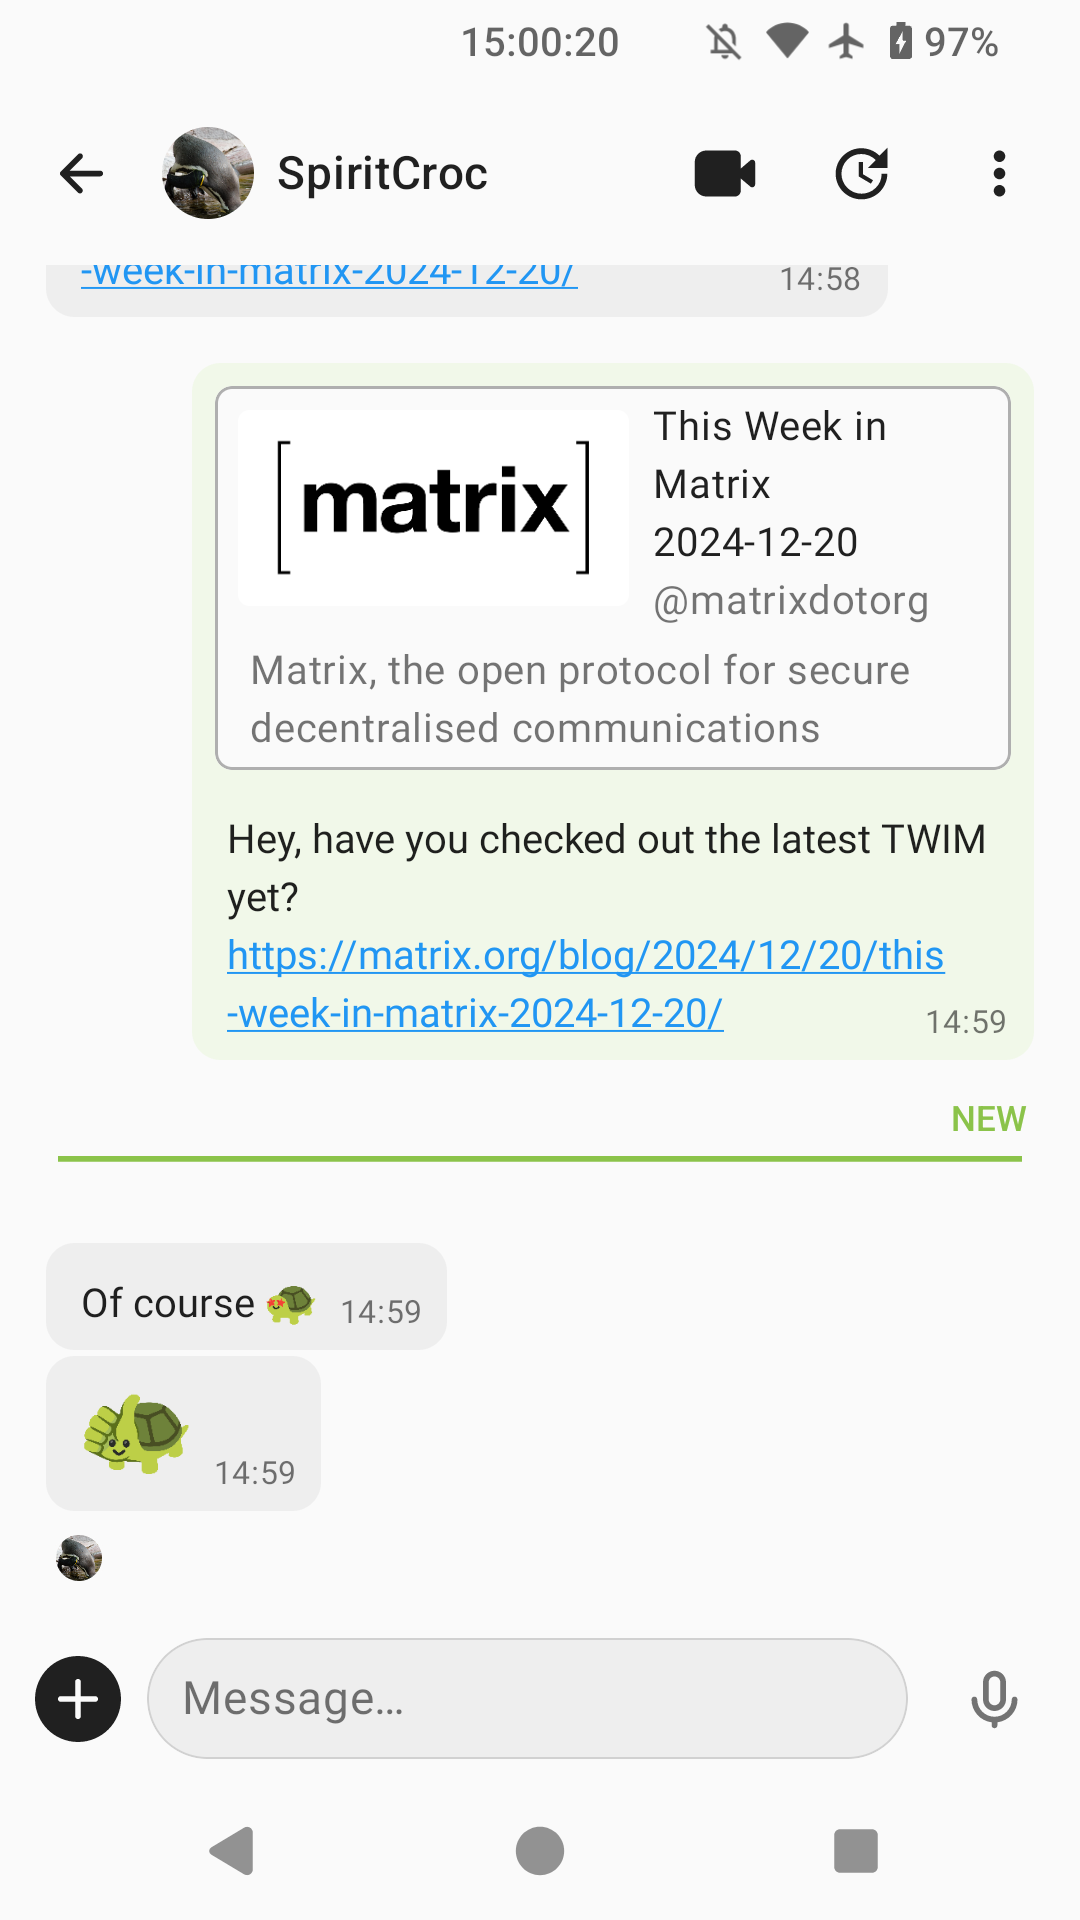 15:00:20
97%
SpiritCroc
-week-in-matrix-2024-12-20/
14:58
[matrix]
This Week in
Matrix
2024-12-20
@matrixdotorg
Matrix, the open protocol for secure
decentralised communications
Hey, have you checked out the latest TWIM
yet?
https://matrix.org/blog/2024/12/20/this
-week-in-matrix-2024-12-20/
14:59
NEW
Of course
14:59
14:59
Message…